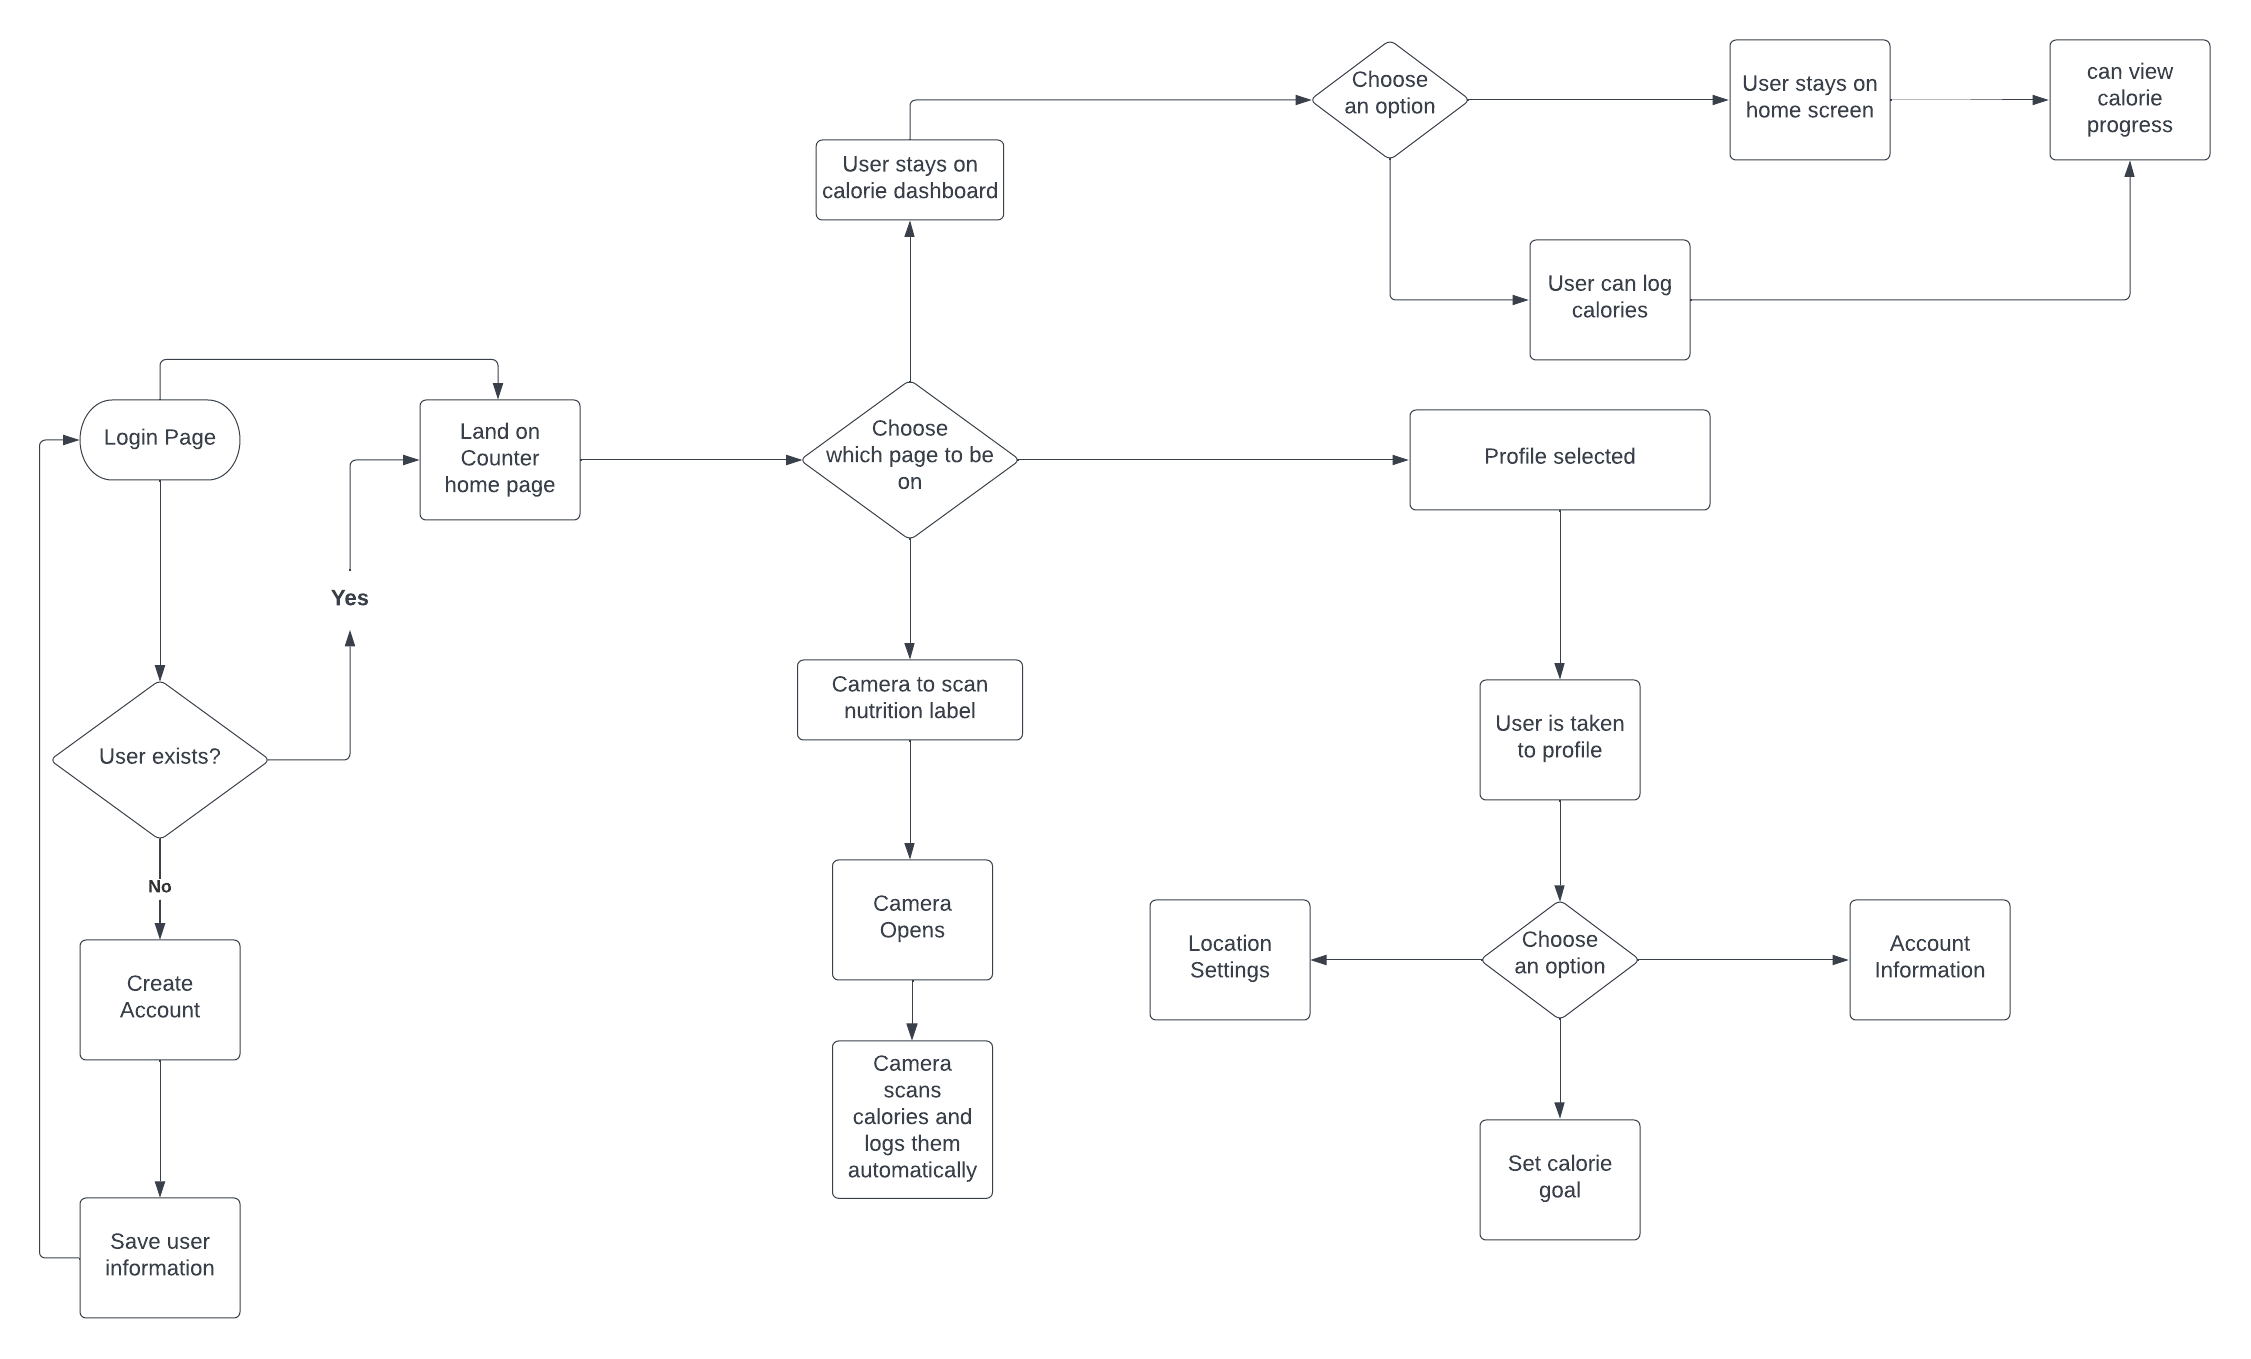 Choose
an option
User stays on
home screen
can view
calorie
progress
User stays on
calorie dashboard
User can log
calories
Login Page
Land on
Counter
home page
Choose
which page to be
on
Profile selected
Yes
User exists?
Camera to scan
nutrition label
User is taken
to profile
No
Create
Account
Camera
Opens
Location
Settings
Choose
an option
Account
Information
Camera
scans
calories and
logs them
automatically
Set calorie
goal
Save user
information